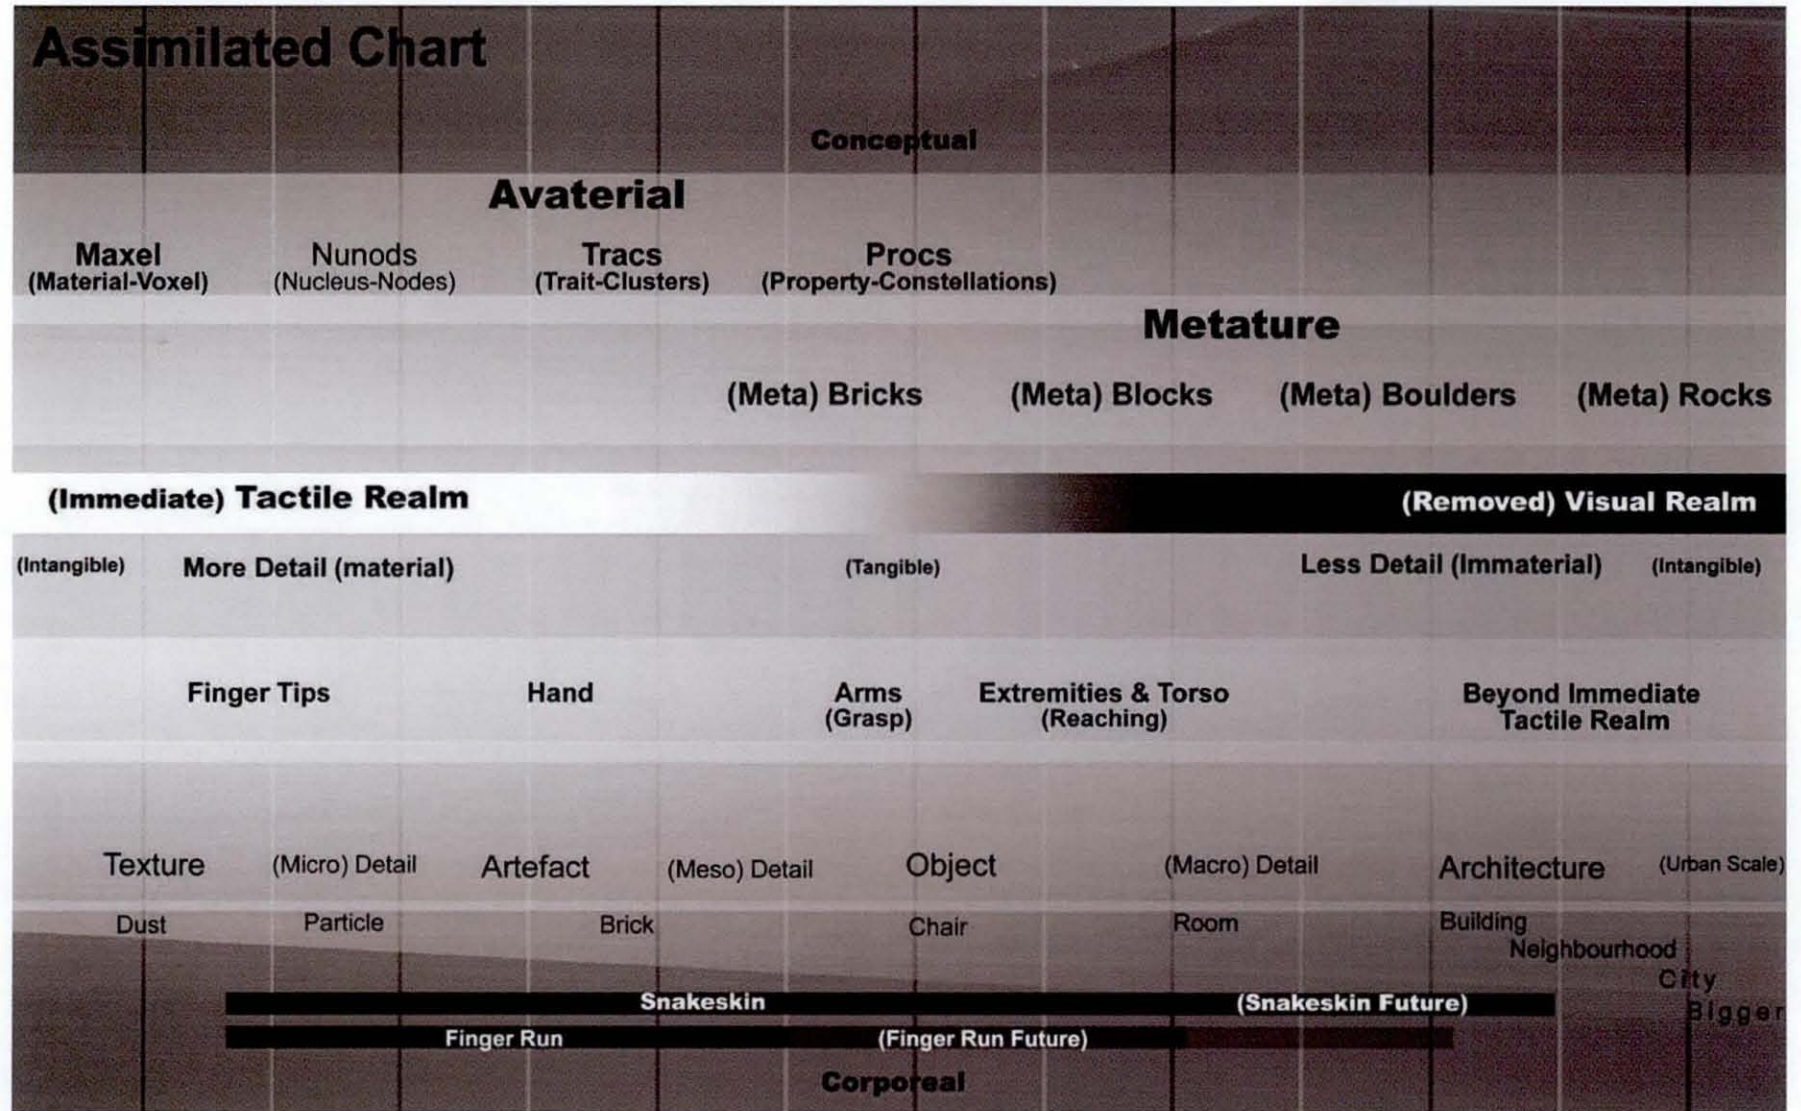 Assimilated Chart
Conceptual
Avaterial
Maxel Nunods Tracs Procs
(Material-Voxel) (Nucleus-Nodes) (Trait-Clusters) (Property-Constellations)
Metature
(Meta) Bricks (Meta) Blocks (Meta) Boulders (Meta) Rocks
(Immediate) Tactile Realm (Removed) Visual Realm
(Intangible) More Detail (material) (Tangible) Less Detail (Immaterial) (Intangible)
Finger Tips Hand Arms Extremities & Torso Beyond Immediate
(Grasp) (Reaching) Tactile Realm
Texture (Micro) Detail Artefact (Meso) Detail Object (Macro) Detail Architecture (Urban Scale)
Dust Particle Brick Chair Room Building
Neighbourhood
City
Snakeskin (Snakeskin Future) Bigger
Finger Run (Finger Run Future)
Corporeal